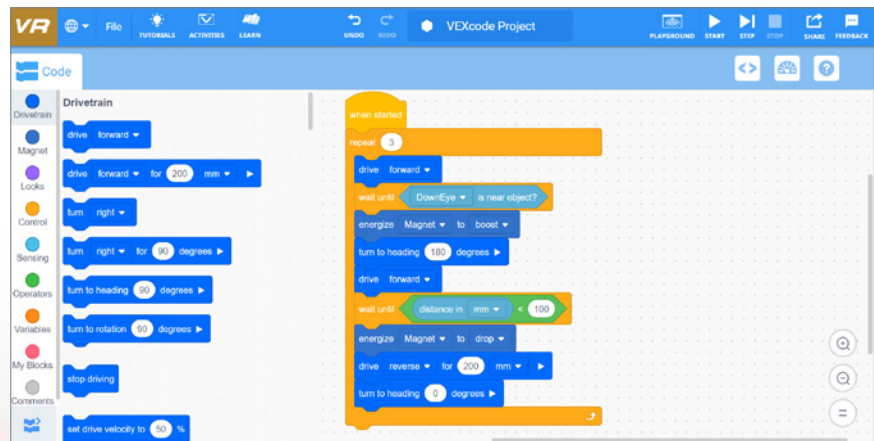 VR File TUTORIALS ACTIVITIES LEARN UNDO REDO VEXcode Project PLAYGROUND START STEP STOP SHARE FEEDBACK
Code
<>
?
Drivetrain
Magnet
Looks
Control
Sensing
Operators
Variables
My Blocks
Comments
Drivetrain
drive forward
drive forward for 200 mm
turn right
turn right for 90 degrees
turn to heading 90 degrees
turn to rotation 90 degrees
stop driving
set drive velocity to 50 %
when started
repeat 3
drive forward
wait until DownEye is near object?
energize Magnet to boost
turn to heading 180 degrees
drive forward
wait until distance in mm < 100
energize Magnet to drop
drive reverse for 200 mm
turn to heading 0 degrees